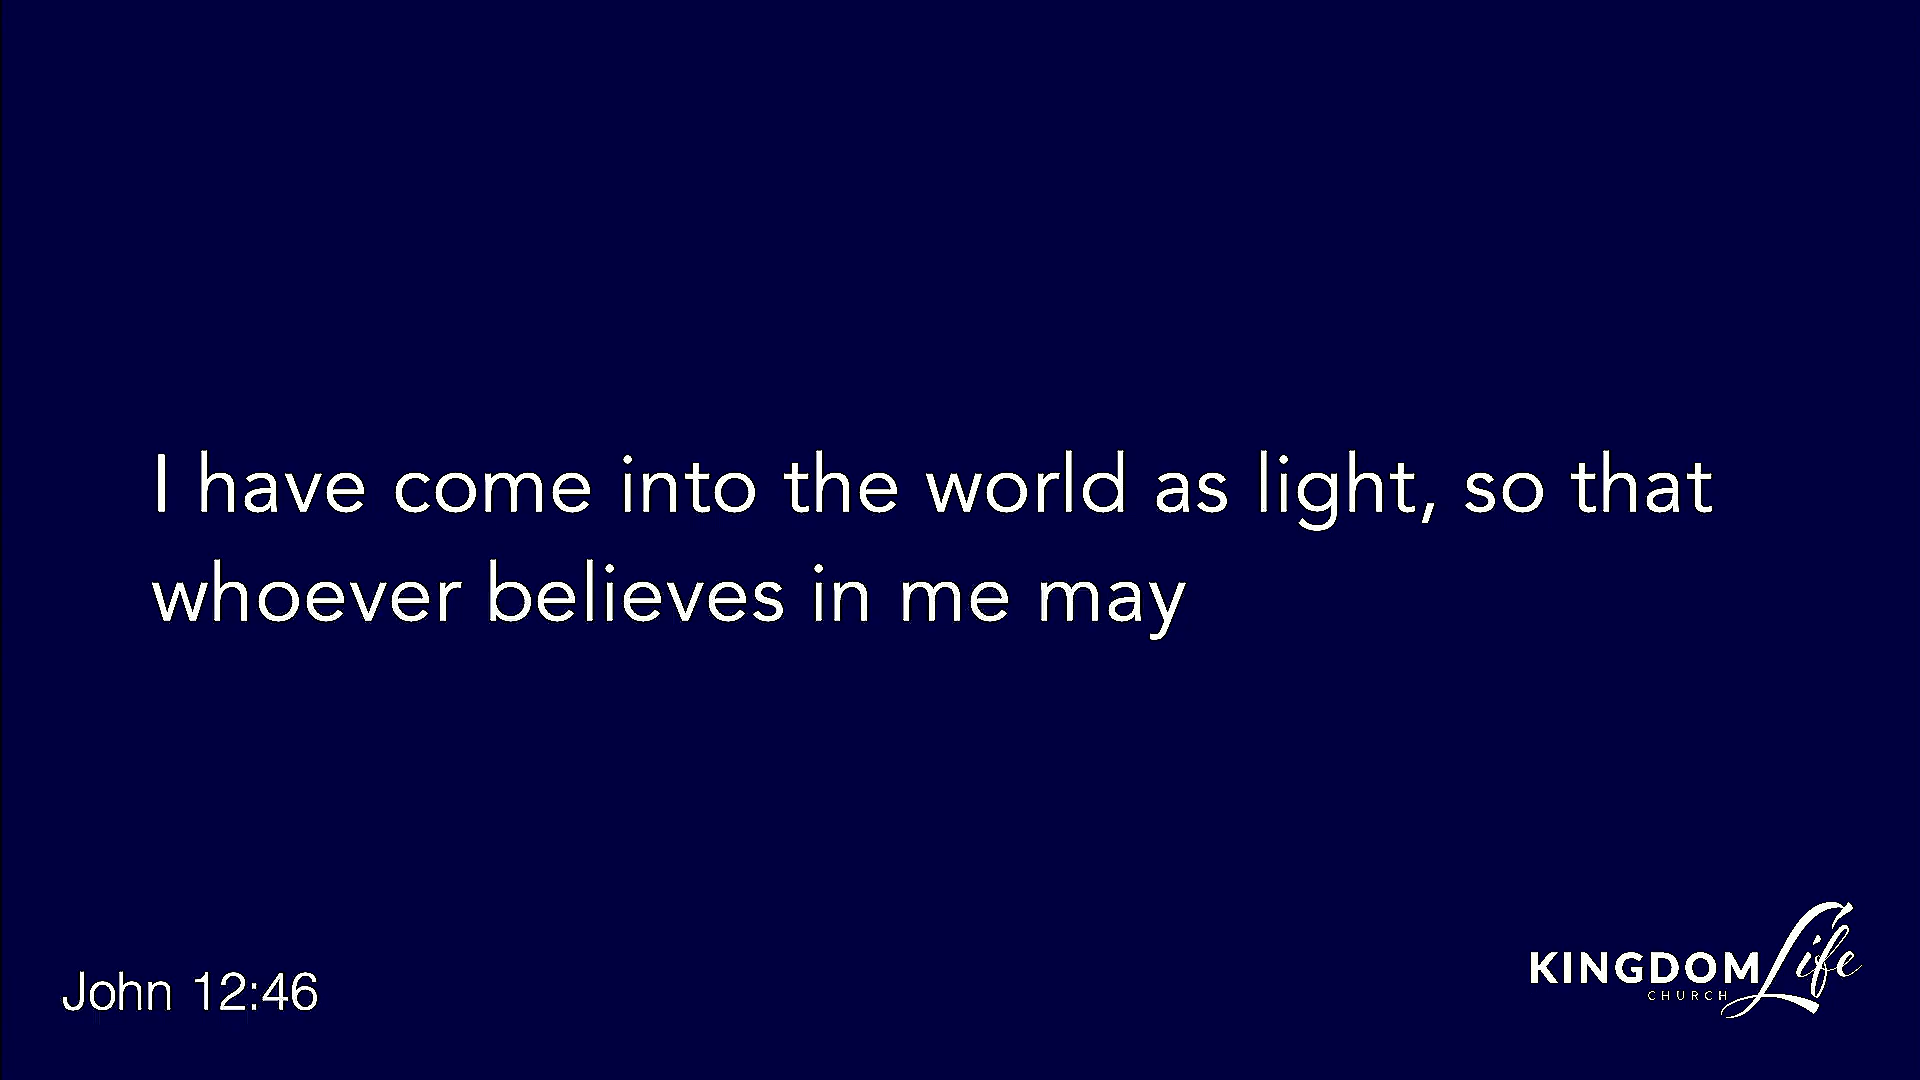 I have come into the world as light, so that
whoever believes in me may
John 12:46
KINGDOM Life
CHURCH